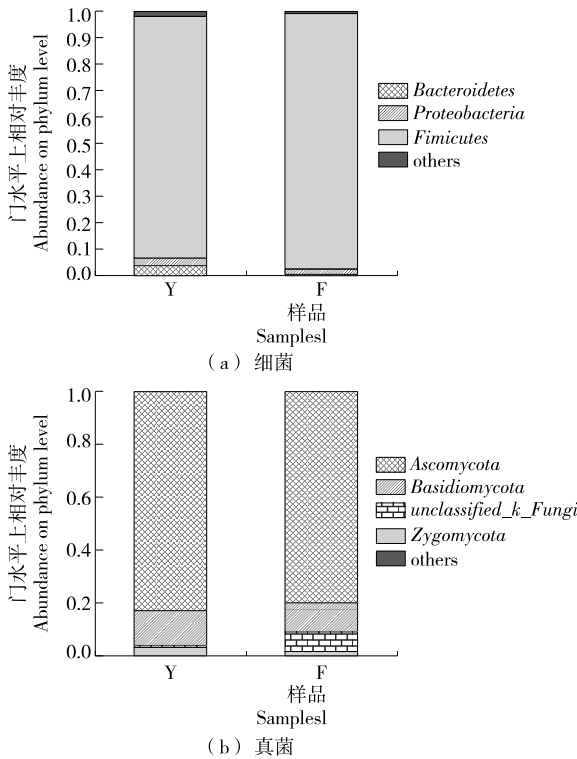 门水平上相对丰度
Abundance on phylum level
1.0
0.9
0.8
0.7
0.6
0.5
0.4
0.3
0.2
0.1
0.0
Y
F
样品
Samplesl
Bacteroidetes
Proteobacteria
Fimicutes
others
（a）细菌
门水平上相对丰度
Abundance on phylum level
1.0
0.8
0.6
0.4
0.2
0.0
Y
F
样品
Samplesl
Ascomycota
Basidiomycota
unclassified_k_Fungi
Zygomycota
others
（b）真菌